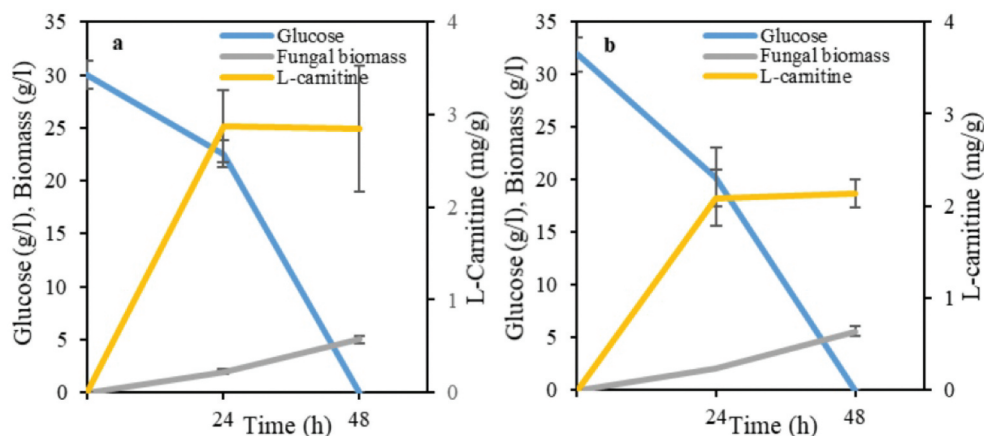 a
Glucose
Fungal biomass
L-carnitine
35
30
25
20
15
10
5
0
4
3
2
1
0
24
48
Time (h)
Glucose (g/l), Biomass (g/l)
L-Carnitine (mg/g)
b
Glucose
Fungal biomass
L-carnitine
35
30
25
20
15
10
5
0
4
3
2
1
0
24
48
Time (h)
Glucose (g/l), Biomass (g/l)
L-carnitine (mg/g)